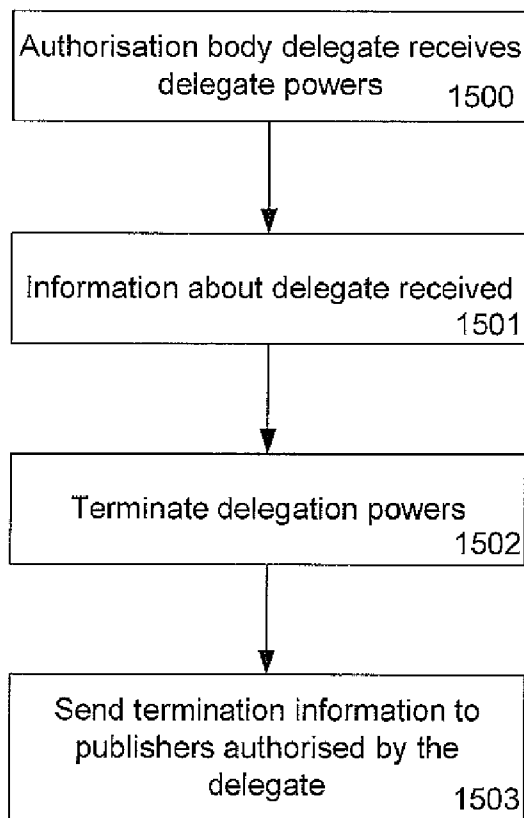 Authorisation body delegate receives
delegate powers
1500
Information about delegate received
1501
Terminate delegation powers
1502
Send termination information to
publishers authorised by the
delegate
1503